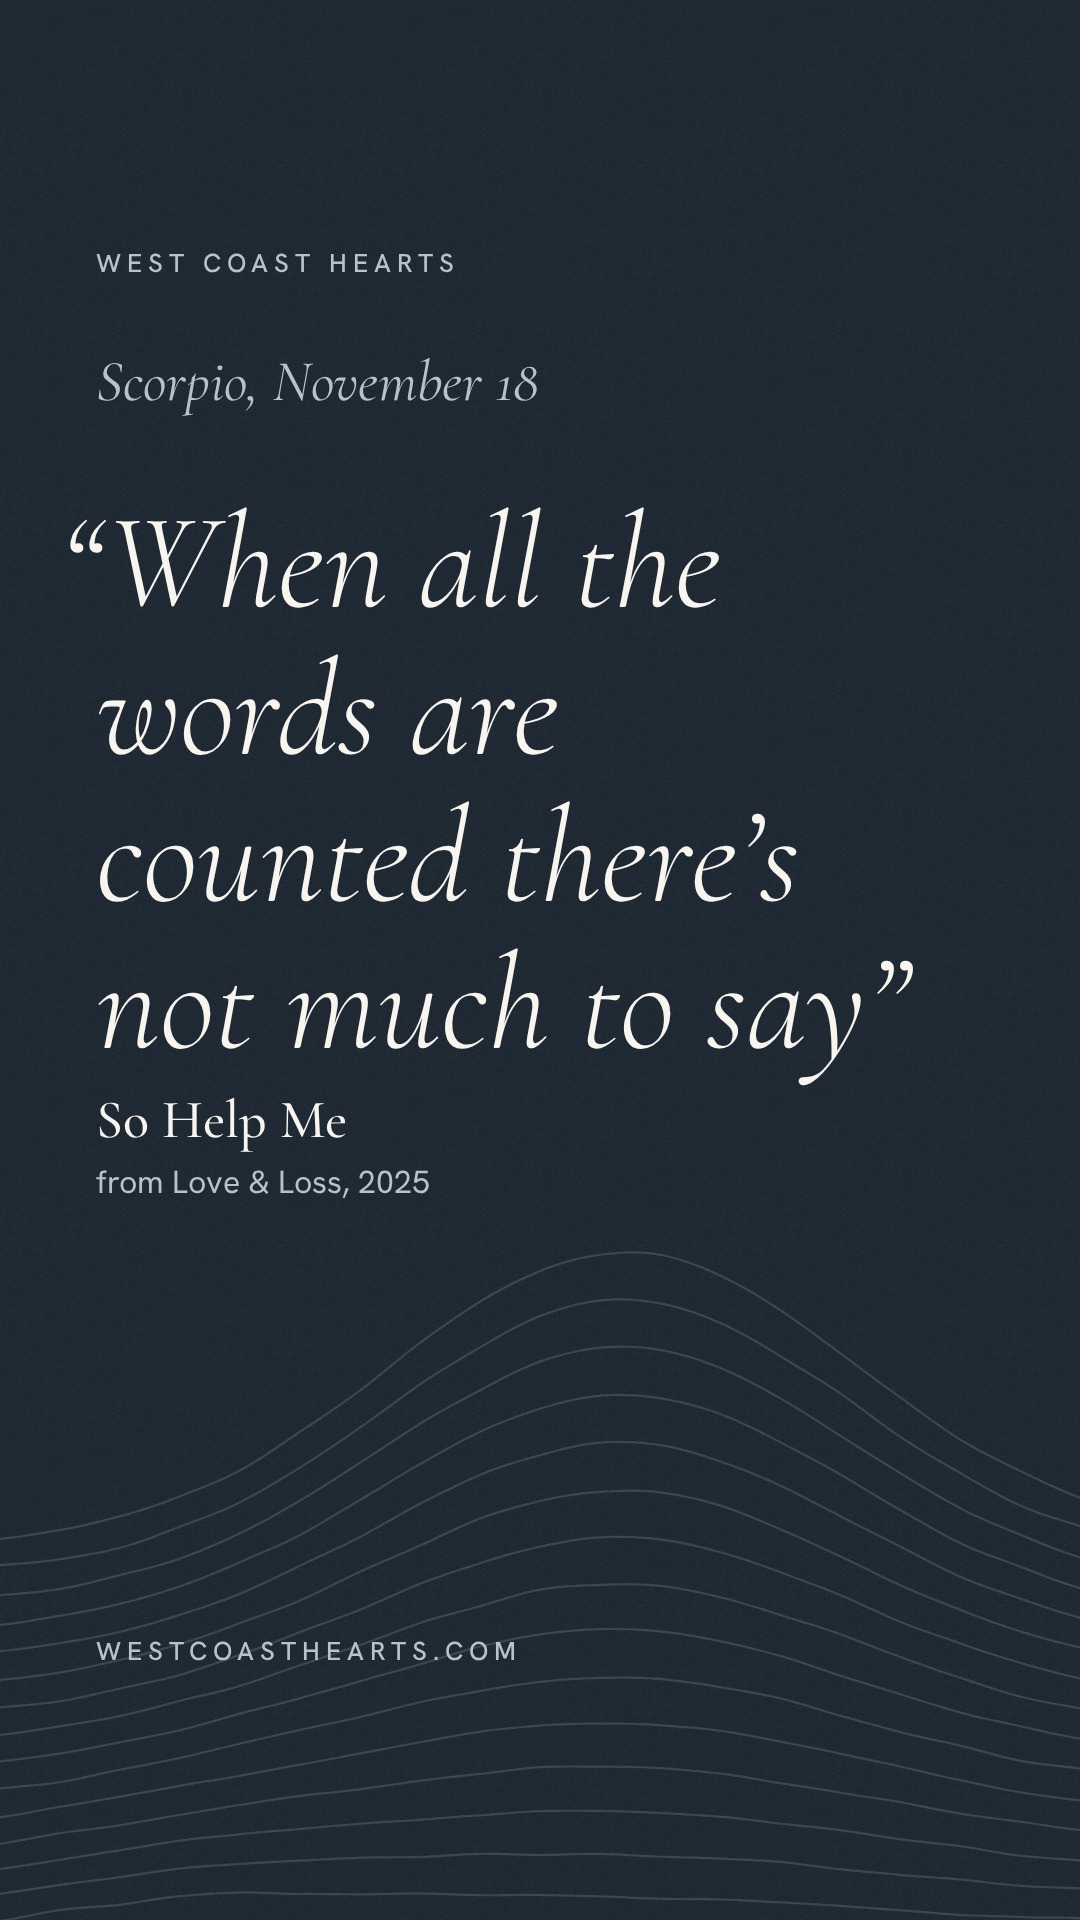 WEST COAST HEARTS
Scorpio, November 18
“When all the
words are
counted there’s
not much to say”
So Help Me
from Love & Loss, 2025
WESTCOASTHEARTS.COM